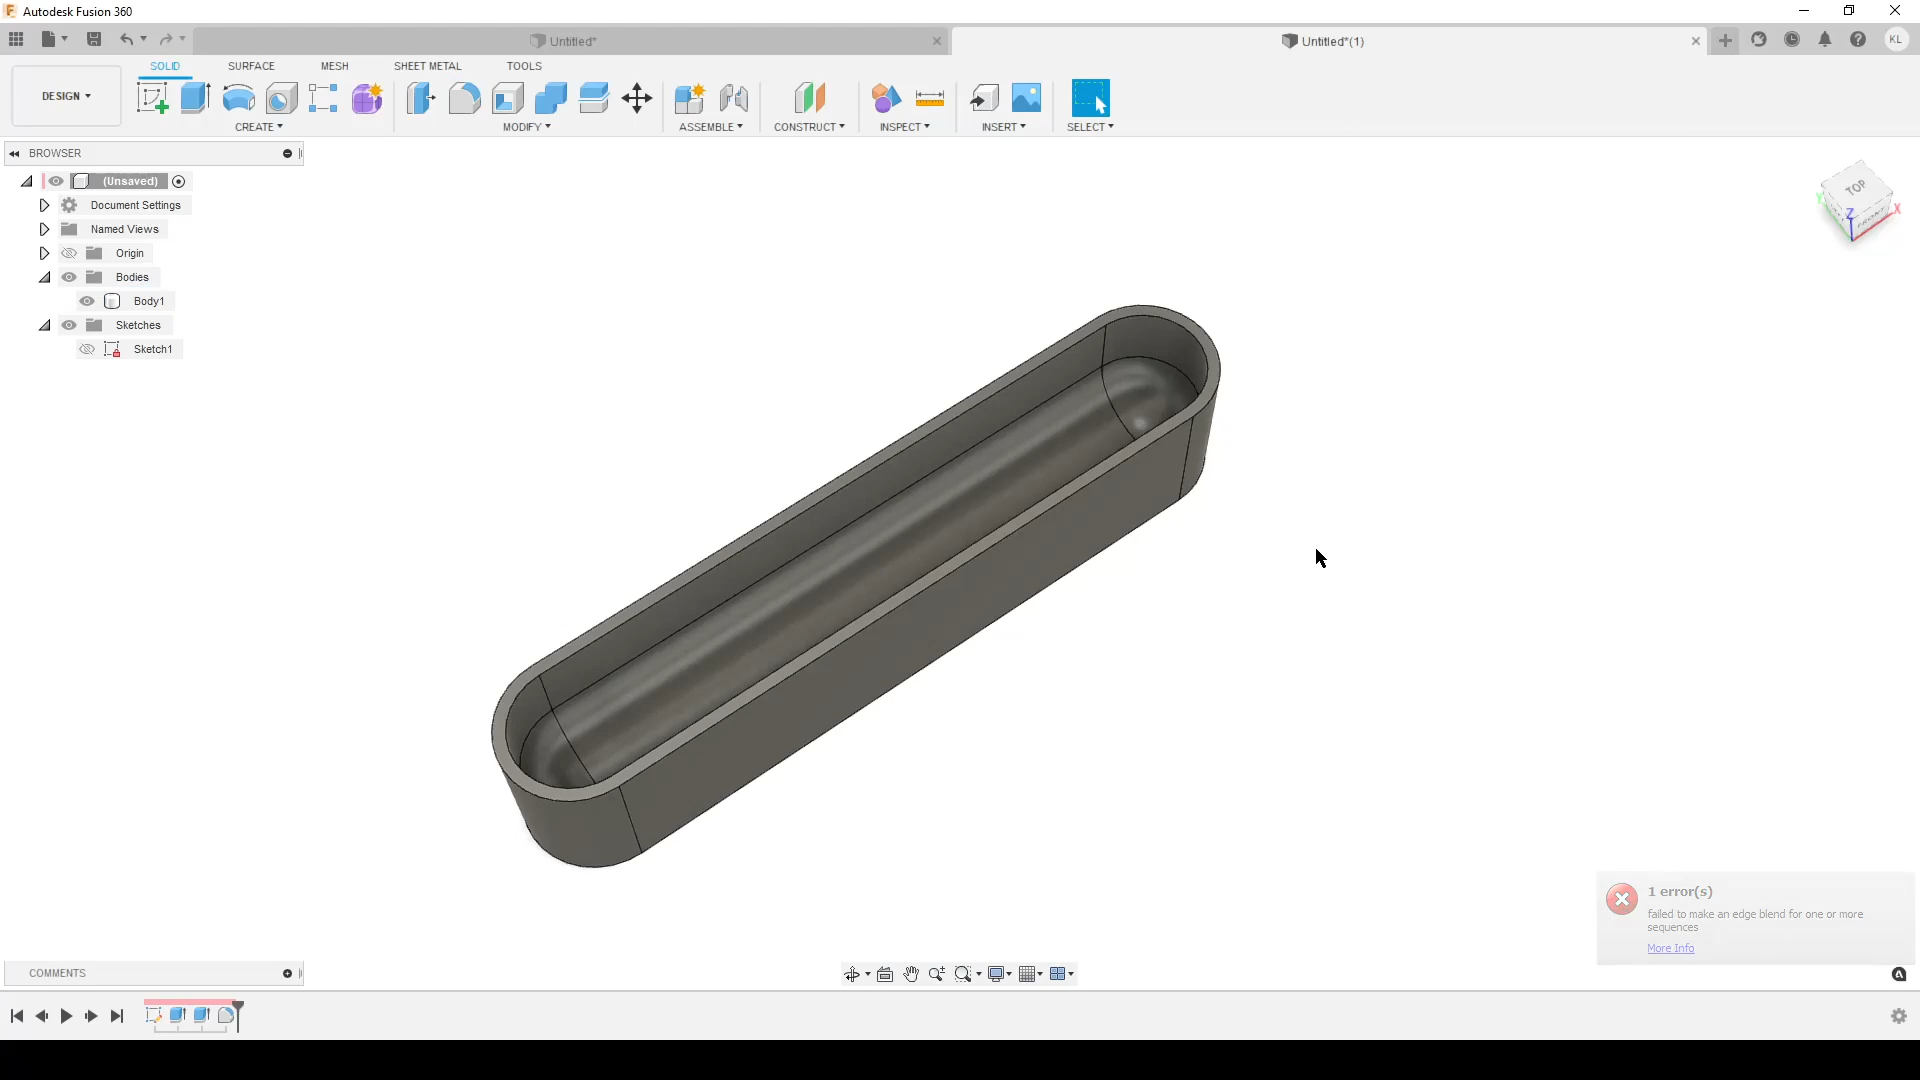 Autodesk Fusion 360
Untitled*
Untitled*(1)
KL
DESIGN
SOLID
SURFACE
MESH
SHEET METAL
TOOLS
CREATE
MODIFY
ASSEMBLE
CONSTRUCT
INSPECT
INSERT
SELECT
BROWSER
(Unsaved)
Document Settings
Named Views
Origin
Bodies
Body1
Sketches
Sketch1
TOP
Z
X
1 error(s)
failed to make an edge blend for one or more
sequences
More Info
COMMENTS